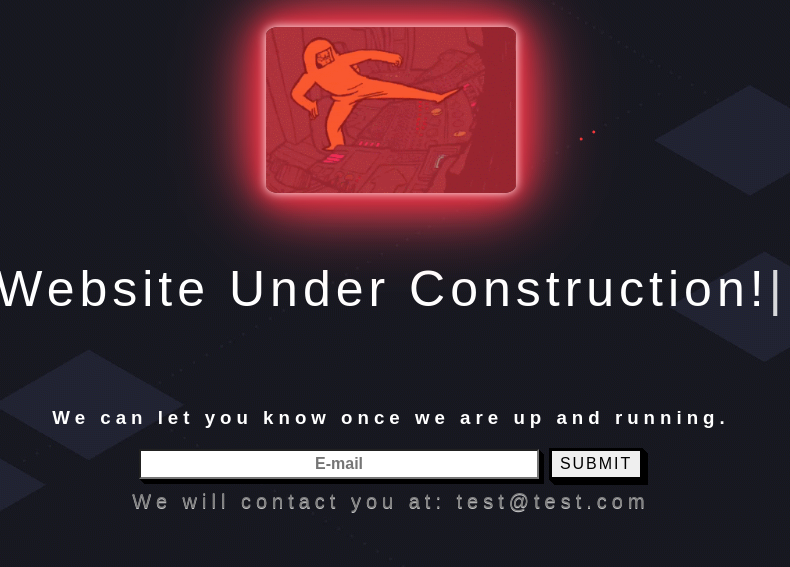 Website Under Construction!|
We can let you know once we are up and running.
E-mail
SUBMIT
We will contact you at: test@test.com